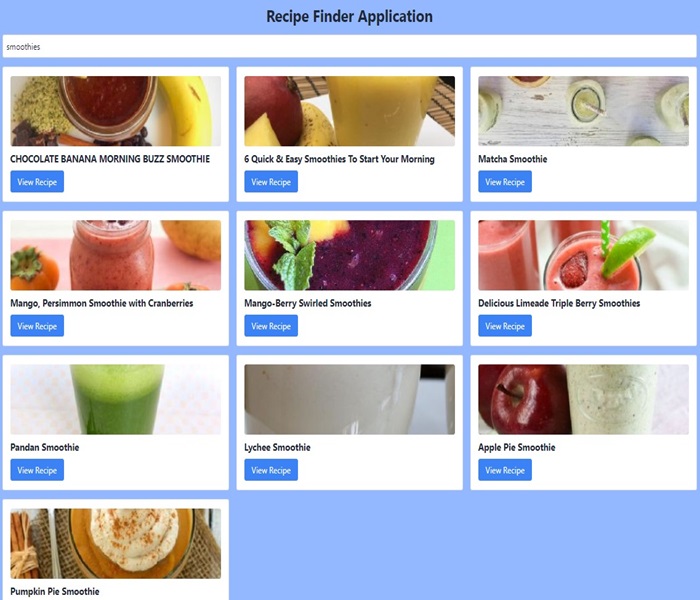 Recipe Finder Application
smoothies
CHOCOLATE BANANA MORNING BUZZ SMOOTHIE
View Recipe
6 Quick & Easy Smoothies To Start Your Morning
View Recipe
Matcha Smoothie
View Recipe
Mango, Persimmon Smoothie with Cranberries
View Recipe
Mango-Berry Swirled Smoothies
View Recipe
Delicious Limeade Triple Berry Smoothies
View Recipe
Pandan Smoothie
View Recipe
Lychee Smoothie
View Recipe
Apple Pie Smoothie
View Recipe
Pumpkin Pie Smoothie